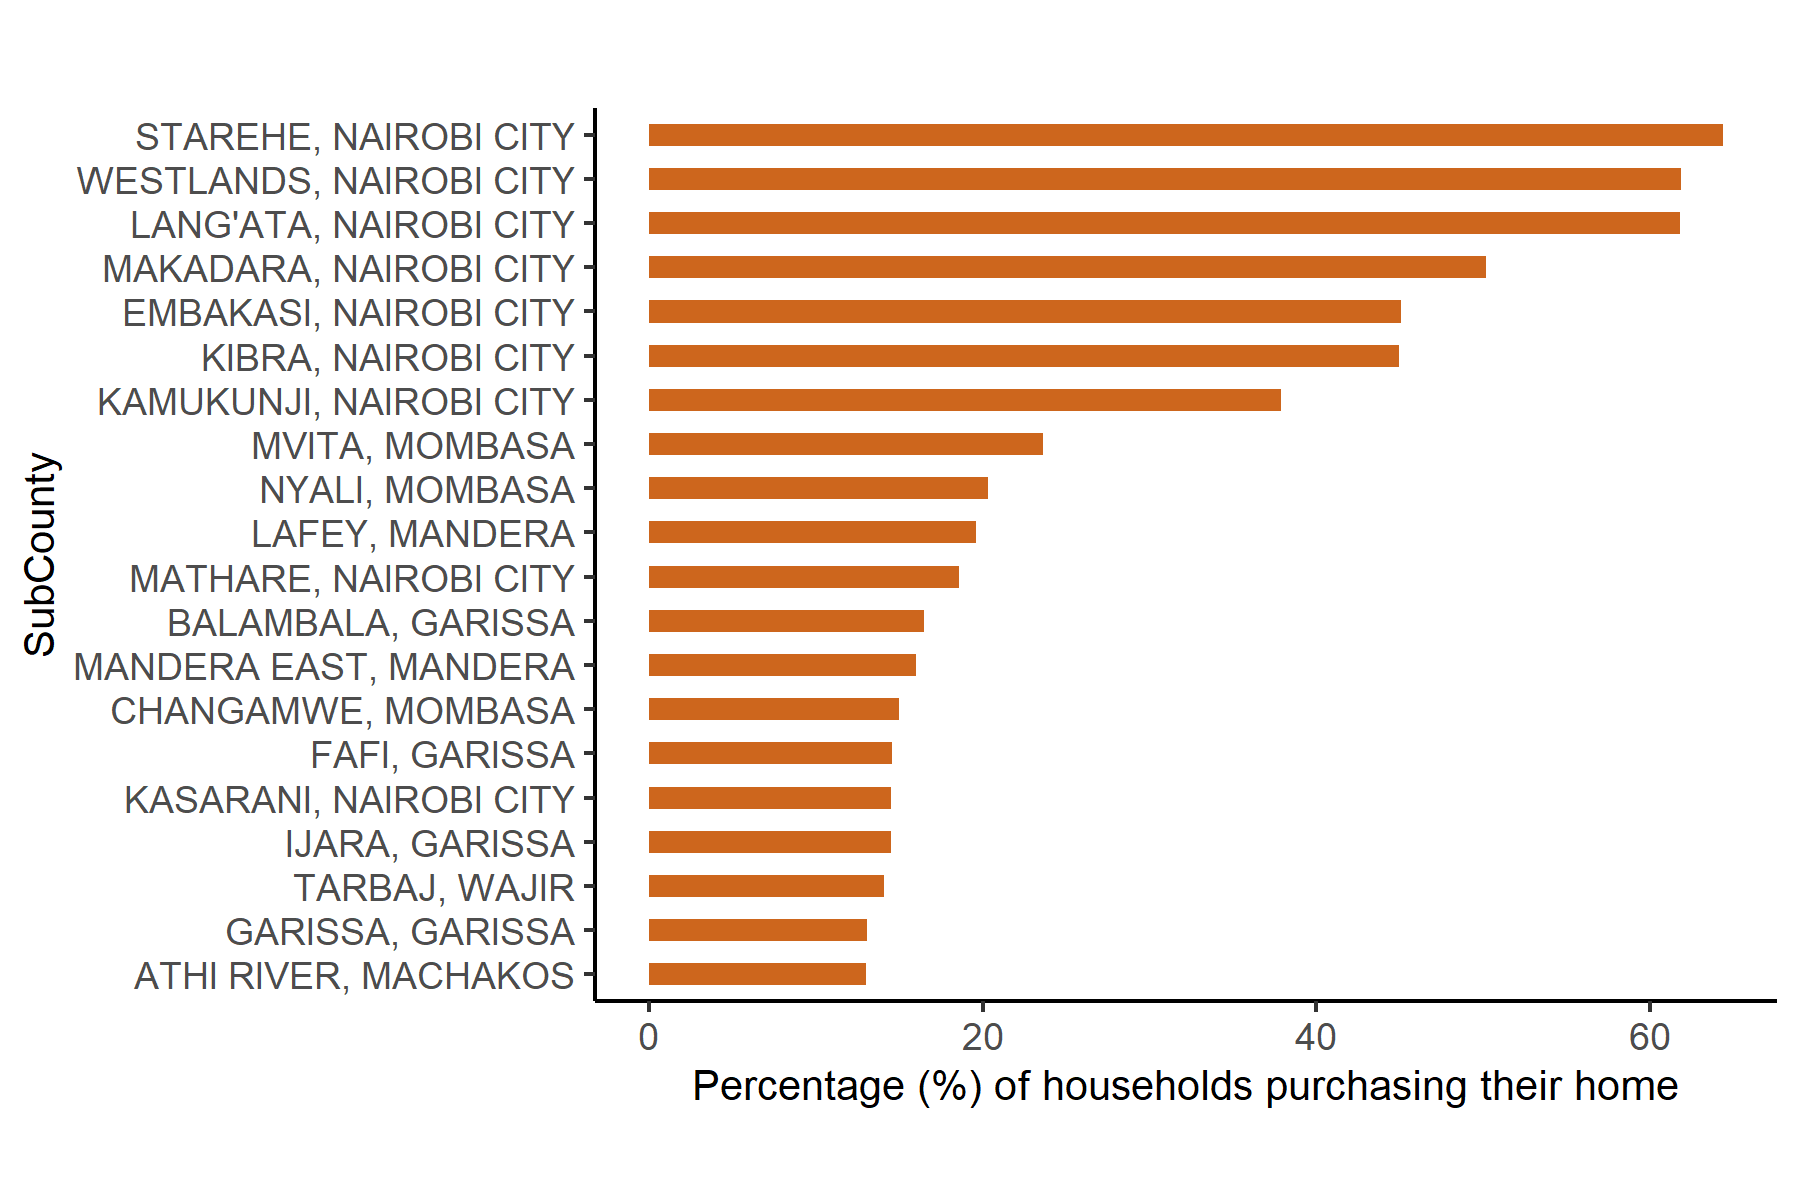 STAREHE, NAIROBI CITY
WESTLANDS, NAIROBI CITY
LANG'ATA, NAIROBI CITY
MAKADARA, NAIROBI CITY
EMBAKASI, NAIROBI CITY
KIBRA, NAIROBI CITY
KAMUKUNJI, NAIROBI CITY
MVITA, MOMBASA
NYALI, MOMBASA
LAFEY, MANDERA
MATHARE, NAIROBI CITY
BALAMBALA, GARISSA
MANDERA EAST, MANDERA
CHANGAMWE, MOMBASA
FAFI, GARISSA
KASARANI, NAIROBI CITY
IJARA, GARISSA
TARBAJ, WAJIR
GARISSA, GARISSA
ATHI RIVER, MACHAKOS
SubCounty
0 20 40 60
Percentage (%) of households purchasing their home